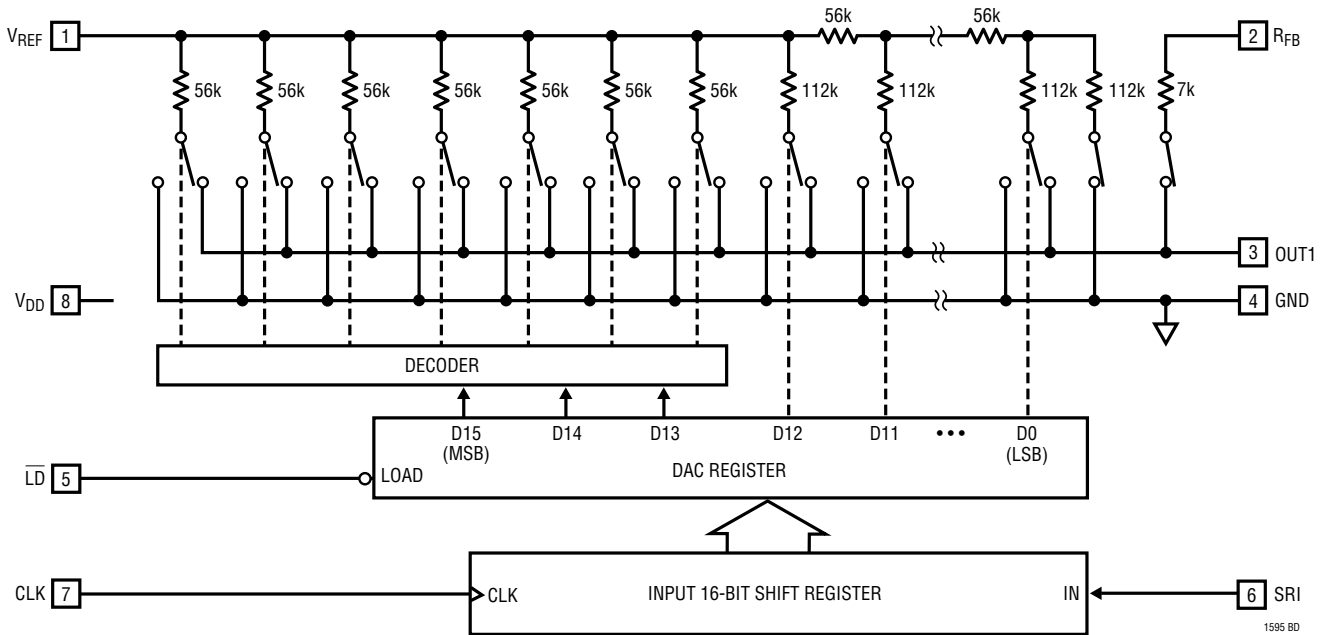 56k 56k
VREF 1 2 RFB
56k 56k 56k 56k 56k 56k 56k 112k 112k 112k 112k 7k
3 OUT1
VDD 8 4 GND
DECODER
D15 D14 D13 D12 D11 ••• D0
(MSB) (LSB)
LD 5 LOAD DAC REGISTER
CLK 7 CLK INPUT 16-BIT SHIFT REGISTER IN 6 SRI
1595 BD